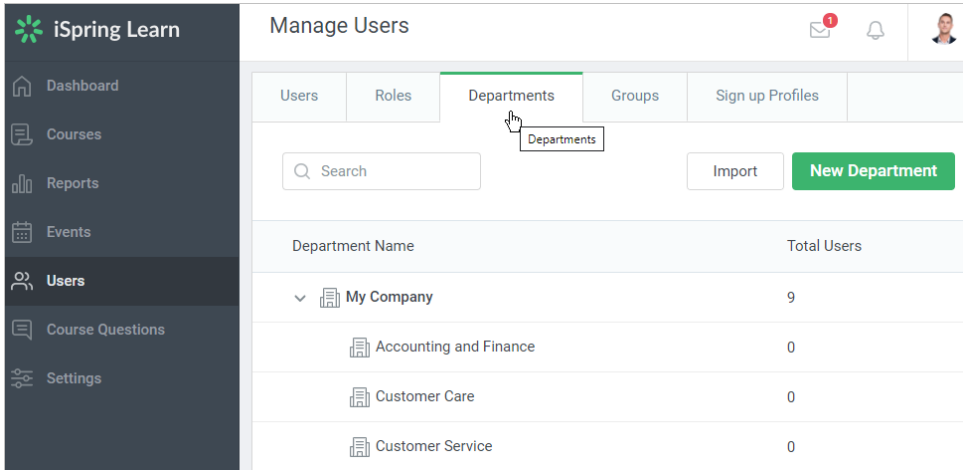 iSpring Learn
Manage Users
1
Dashboard
Courses
Reports
Events
Users
Course Questions
Settings
Users Roles Departments Groups Sign up Profiles
Departments
Search Import New Department
Department Name Total Users
My Company 9
Accounting and Finance 0
Customer Care 0
Customer Service 0